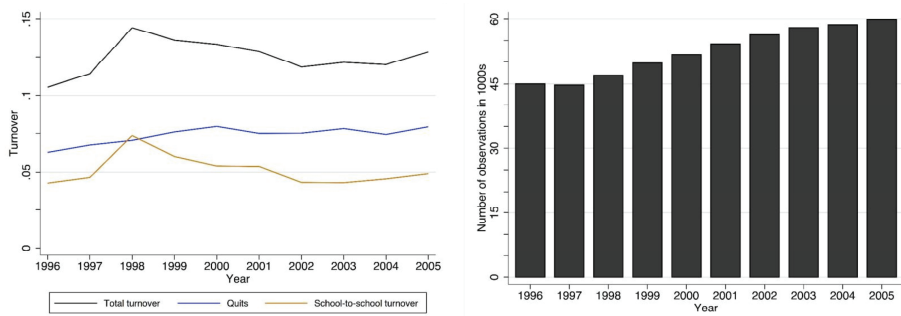 .15
.1
.05
0
Turnover
1996 1997 1998 1999 2000 2001 2002 2003 2004 2005
Year
Total turnover Quits School-to-school turnover
60
45
30
15
0
Number of observations in 1000s
1996 1997 1998 1999 2000 2001 2002 2003 2004 2005
Year